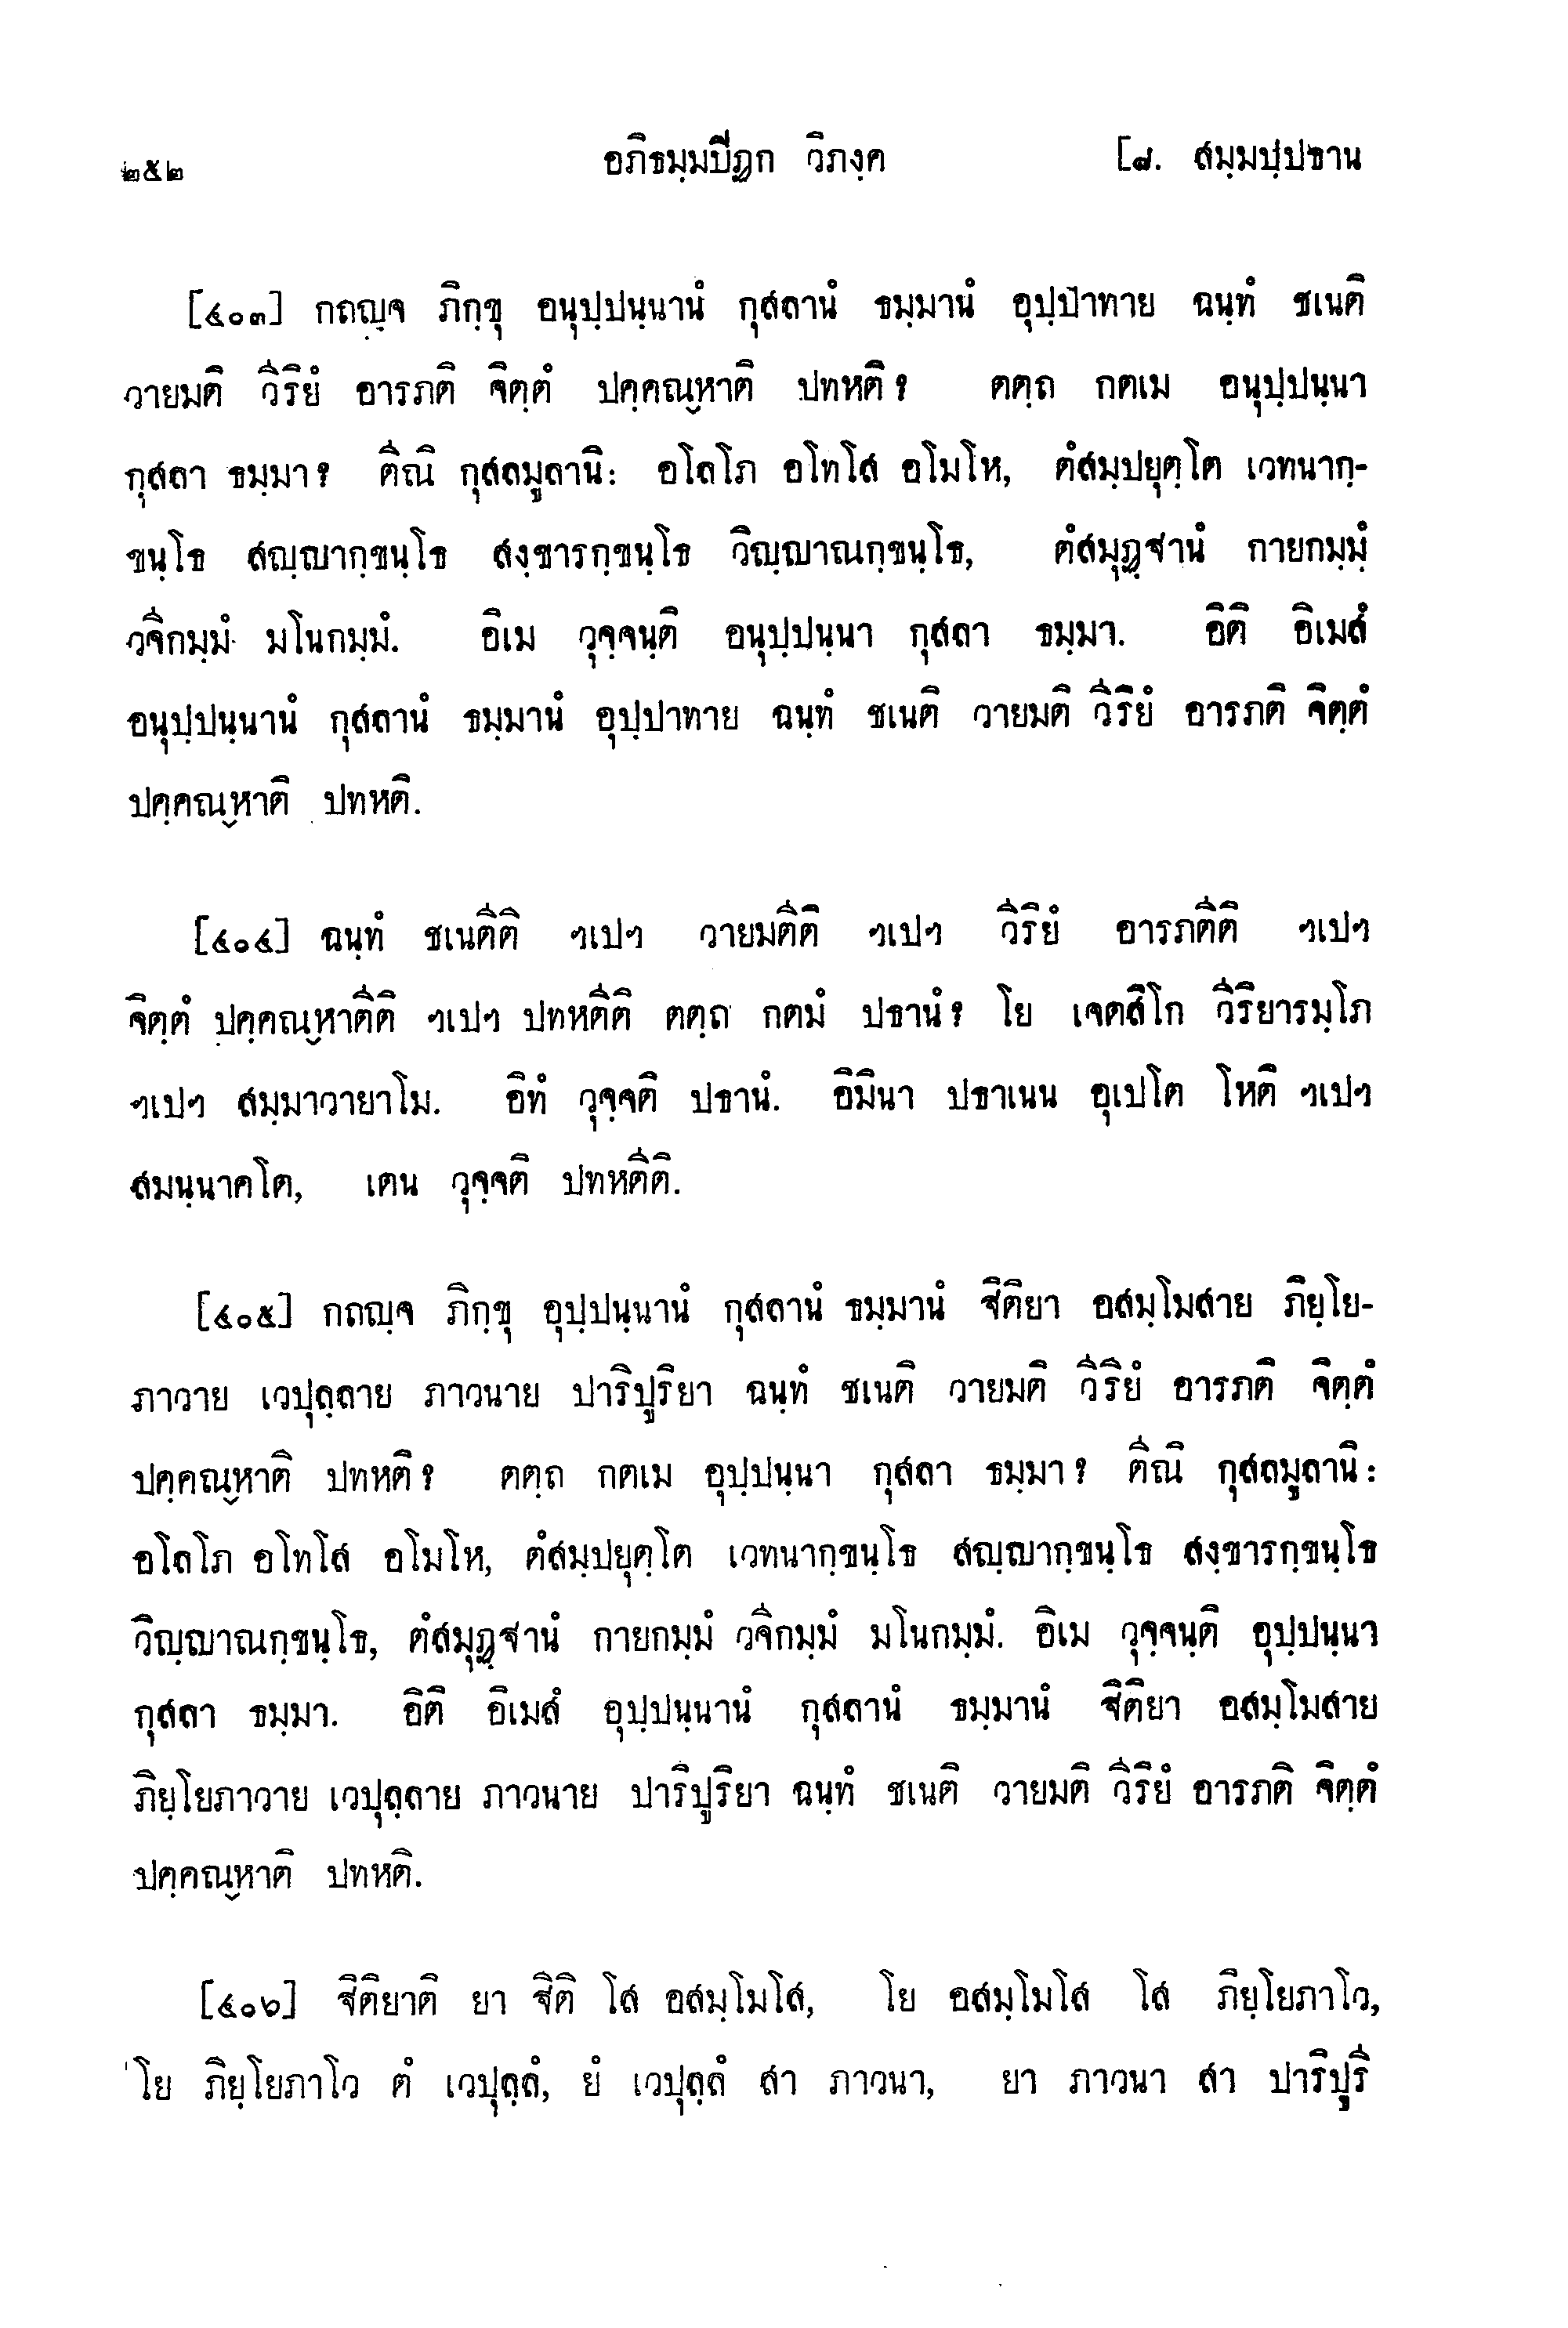 ๒๕๒ อภิธมฺมปีฏก วิภงฺค [๘. สมฺมปฺปธาน
[๔๐๓] กถญฺจ ภิกฺขุ อนุปฺปนฺนานํ กุสลานํ ธมฺมานํ อุปฺปาทาย ฉนฺทํ ชเนติ
วายมติ วีริยํ อารภติ จิตฺตํ ปคฺคณฺหาติ ปทหติ? ตตฺถ กตเม อนุปฺปนฺนา
กุสลา ธมฺมา? ตีณิ กุสลมูลานิ: อโลโภ อโทโส อโมโห, ตํสมฺปยุตฺโต เวทนากฺ-
ขนฺโธ สญฺญากฺขนฺโธ สงฺขารกฺขนฺโธ วิญฺญาณกฺขนฺโธ, ตํสมุฏฺฐานํ กายกมฺมํ
วจีกมฺมํ มโนกมฺมํ. อิเม วุจฺจนฺติ อนุปฺปนฺนา กุสลา ธมฺมา. อิติ อิเมสํ
อนุปฺปนฺนานํ กุสลานํ ธมฺมานํ อุปฺปาทาย ฉนฺทํ ชเนติ วายมติ วีริยํ อารภติ จิตฺตํ
ปคฺคณฺหาติ ปทหติ.
[๔๐๔] ฉนฺทํ ชเนตีติ ฯเปฯ วายมตีติ ฯเปฯ วีริยํ อารภตีติ ฯเปฯ
จิตฺตํ ปคฺคณฺหาตีติ ฯเปฯ ปทหตีติ ตตฺถ กตมํ ปธานํ? โย เจตสิโก วีริยารมฺโภ
ฯเปฯ สมฺมาวายาโม. อิทํ วุจฺจติ ปธานํ. อิมินา ปธาเนน อุเปโต โหติ ฯเปฯ
สมนฺนาคโต, เตน วุจฺจติ ปทหตีติ.
[๔๐๕] กถญฺจ ภิกฺขุ อุปฺปนฺนานํ กุสลานํ ธมฺมานํ ฐิติยา อสมฺโมสาย ภิยฺโย-
ภาวาย เวปุลฺลาย ภาวนาย ปาริปูริยา ฉนฺทํ ชเนติ วายมติ วีริยํ อารภติ จิตฺตํ
ปคฺคณฺหาติ ปทหติ? ตตฺถ กตเม อุปฺปนฺนา กุสลา ธมฺมา? ตีณิ กุสลมูลานิ:
อโลโภ อโทโส อโมโห, ตํสมฺปยุตฺโต เวทนากฺขนฺโธ สญฺญากฺขนฺโธ สงฺขารกฺขนฺโธ
วิญฺญาณกฺขนฺโธ, ตํสมุฏฺฐานํ กายกมฺมํ วจีกมฺมํ มโนกมฺมํ. อิเม วุจฺจนฺติ อุปฺปนฺนา
กุสลา ธมฺมา. อิติ อิเมสํ อุปฺปนฺนานํ กุสลานํ ธมฺมานํ ฐิติยา อสมฺโมสาย
ภิยฺโยภาวาย เวปุลฺลาย ภาวนาย ปาริปูริยา ฉนฺทํ ชเนติ วายมติ วีริยํ อารภติ จิตฺตํ
ปคฺคณฺหาติ ปทหติ.
[๔๐๖] ฐิติยาติ ยา ฐิติ โส อสมฺโมโส, โย อสมฺโมโส โส ภิยฺโยภาโว,
โย ภิยฺโยภาโว ตํ เวปุลฺลํ, ยํ เวปุลฺลํ สา ภาวนา, ยา ภาวนา สา ปาริปูรี